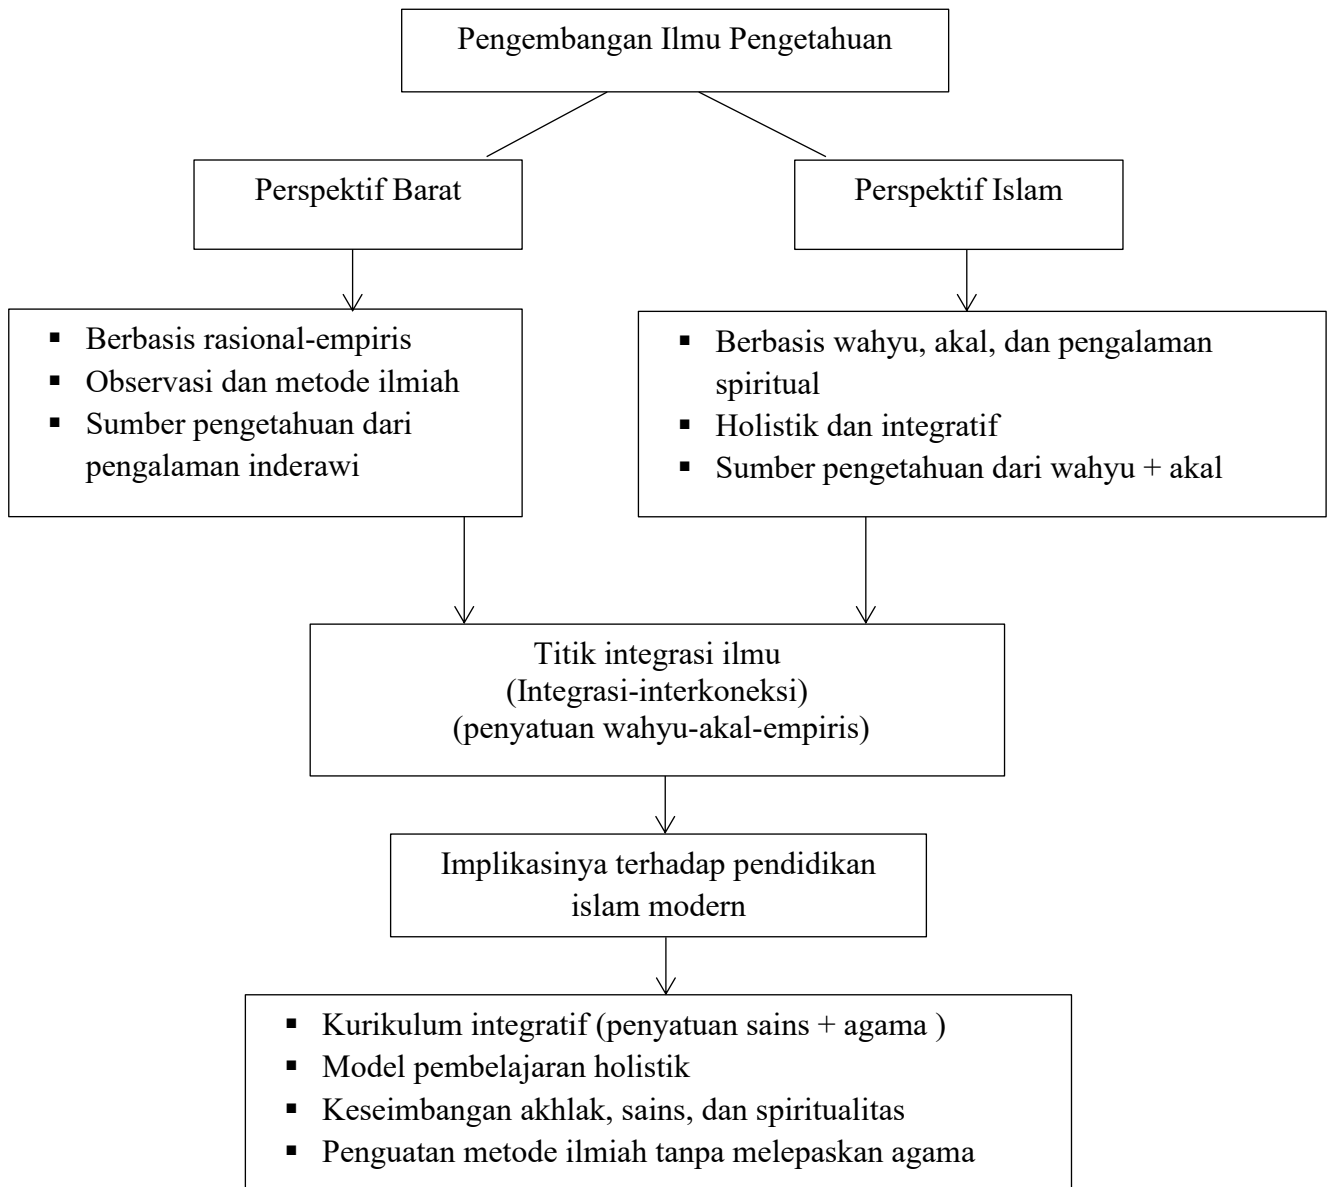 Pengembangan Ilmu Pengetahuan
Perspektif Barat
Perspektif Islam
▪ Berbasis rasional-empiris
▪ Observasi dan metode ilmiah
▪ Sumber pengetahuan dari
pengalaman inderawi
▪ Berbasis wahyu, akal, dan pengalaman
spiritual
▪ Holistik dan integratif
▪ Sumber pengetahuan dari wahyu + akal
Titik integrasi ilmu
(Integrasi-interkoneksi)
(penyatuan wahyu-akal-empiris)
Implikasinya terhadap pendidikan
islam modern
▪ Kurikulum integratif (penyatuan sains + agama )
▪ Model pembelajaran holistik
▪ Keseimbangan akhlak, sains, dan spiritualitas
▪ Penguatan metode ilmiah tanpa melepaskan agama